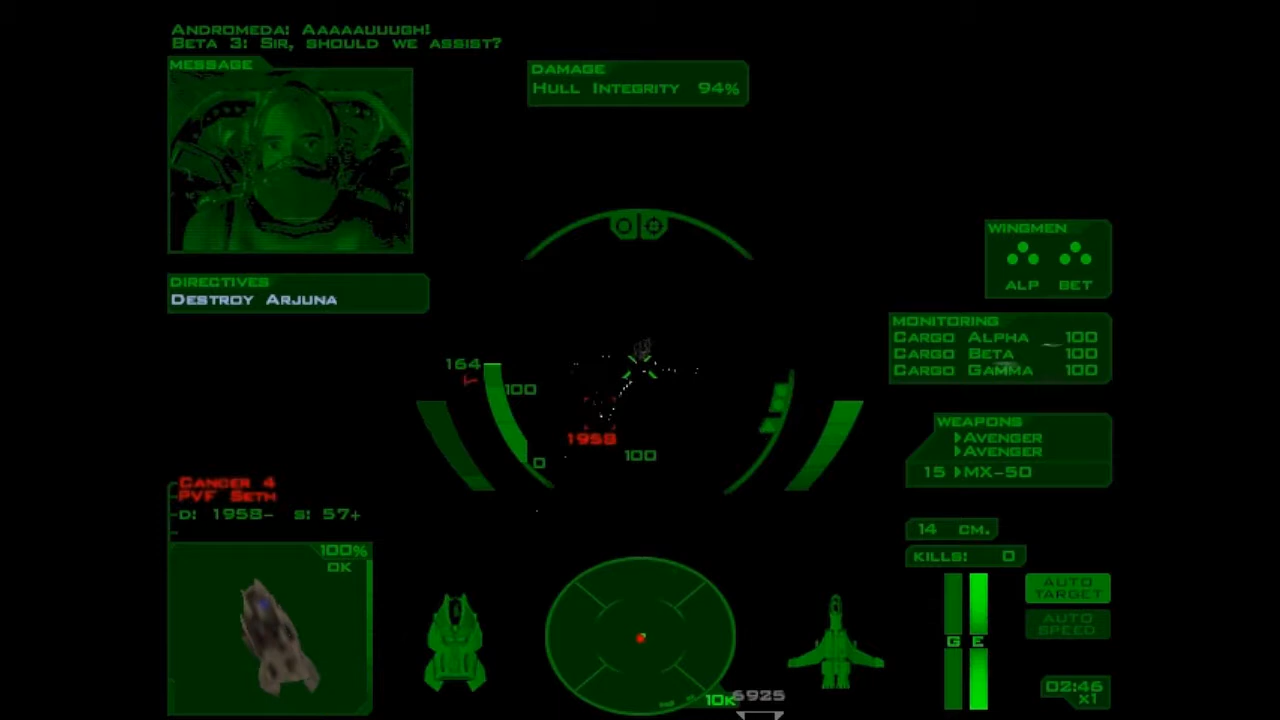 Andromeda: Aaaaauuugh!
Beta 3: Sir, should we assist?
Message
Damage
Hull Integrity 94%
Directives
Destroy Arjuna
Wingmen
Alp Bet
Monitoring
Cargo Alpha 100
Cargo Beta 100
Cargo Gamma 100
164
100
0
1958
100
Weapons
Avenger
Avenger
15 MX-50
Cancer 4
PVF Seth
D: 1958- S: 57+
100%
OK
14 CM.
Kills: 0
Auto
Target
Auto
Speed
G E
10K
6925
02:46
x1